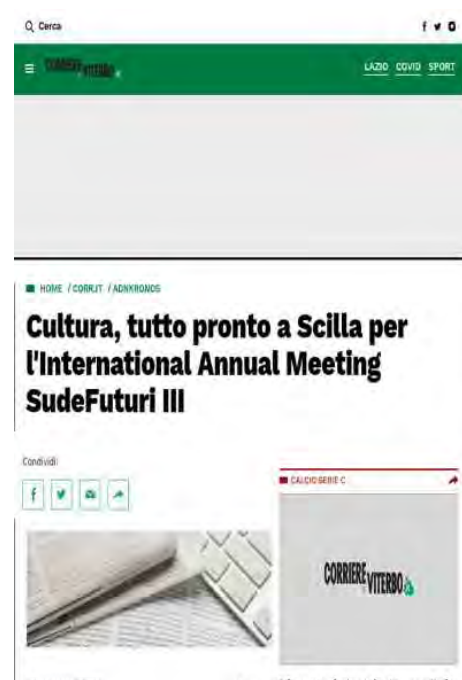 Cerca
CORRIERE VITERBO
LAZIO COVID SPORT
HOME / CORR.IT / ADNKRONOS
Cultura, tutto pronto a Scilla per
l'International Annual Meeting
SudeFuturi III
Condividi:
CALCIO SERIE C
CORRIERE VITERBO